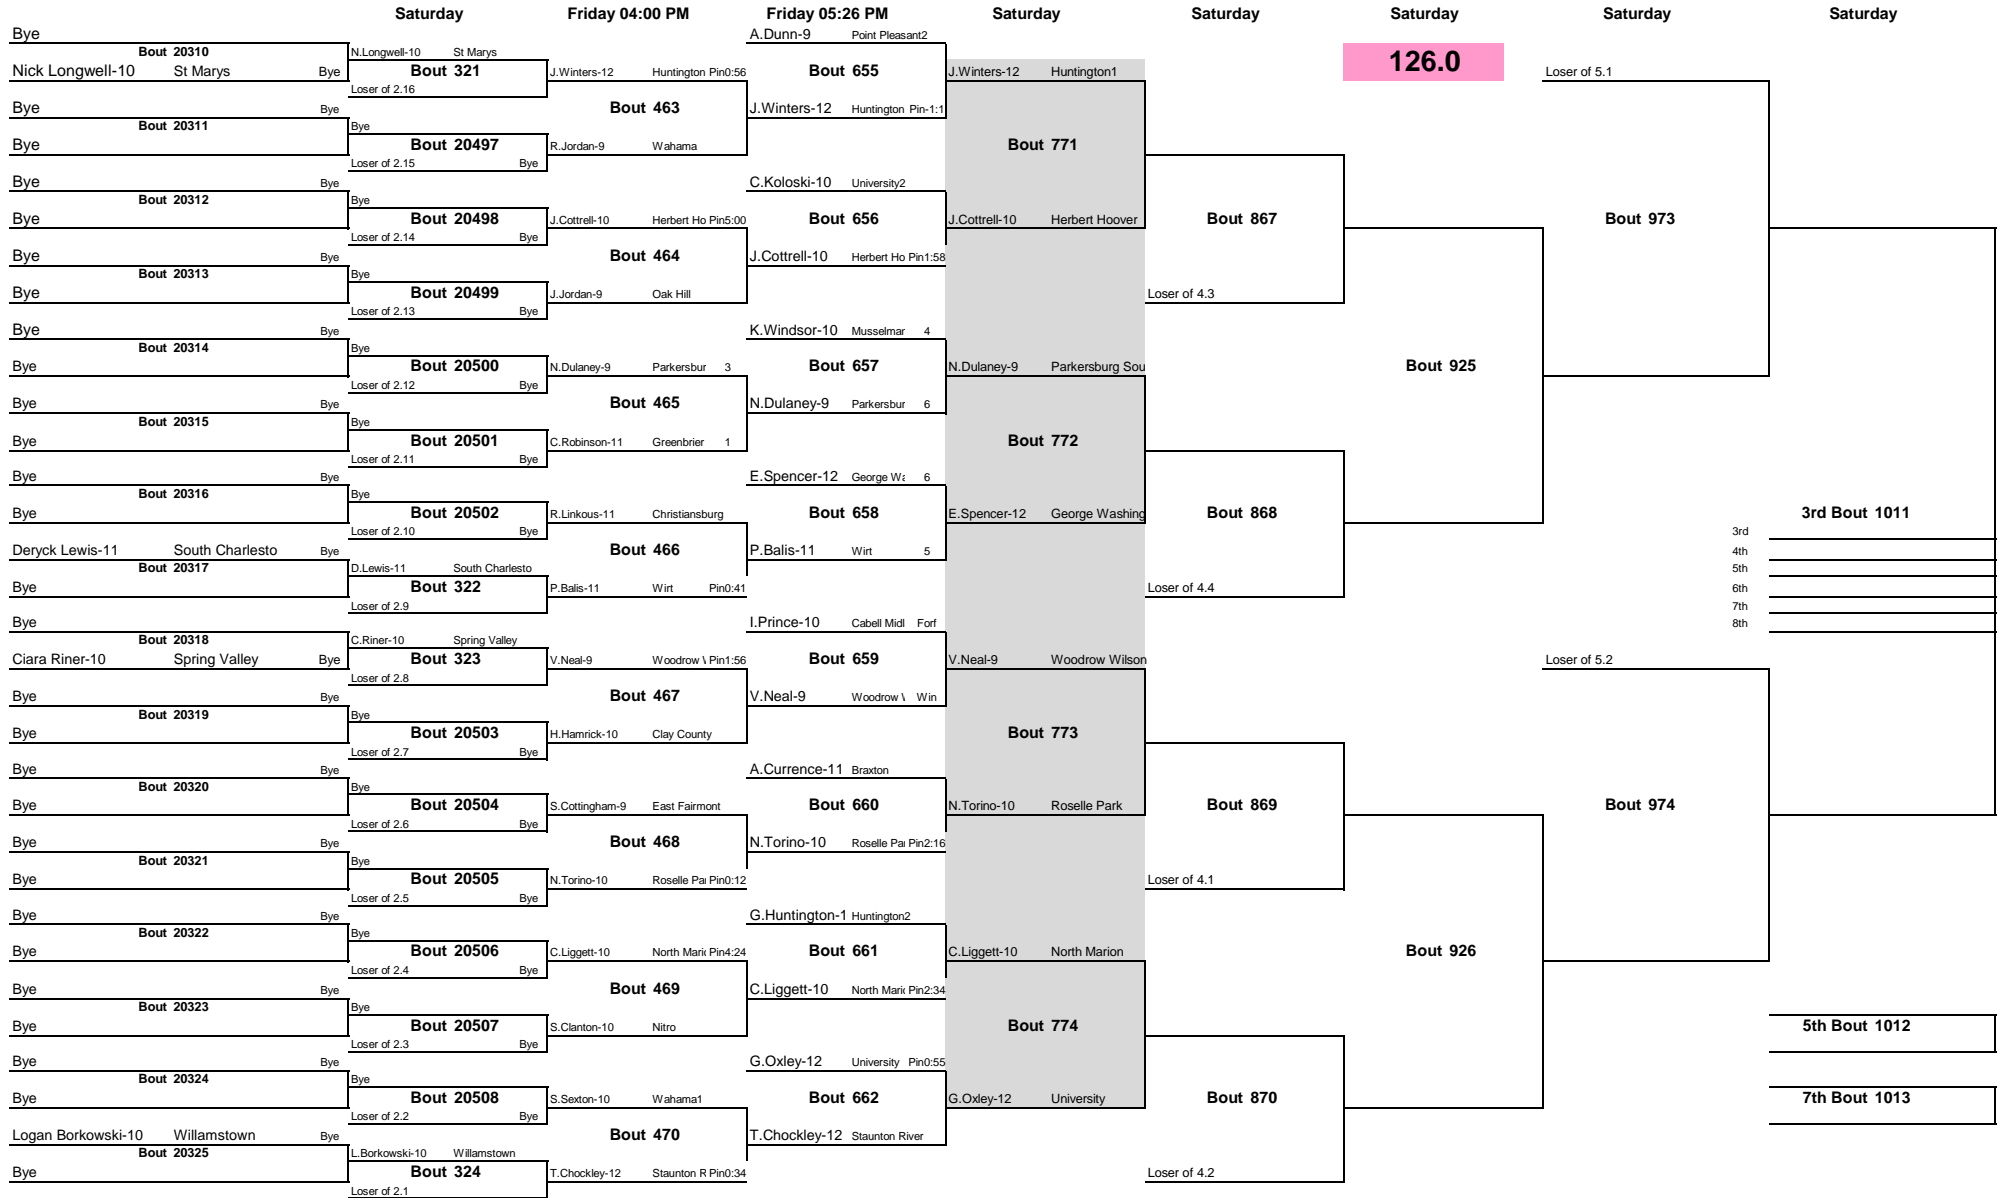 Saturday Friday 04:00 PM Friday 05:26 PM Saturday Saturday Saturday Saturday Saturday
Bye A.Dunn-9 Point Pleasant2
Bout 20310 N.Longwell-10 St Marys
Nick Longwell-10 St Marys Bye Bout 321 J.Winters-12 Huntington Pin0:56 Bout 655 J.Winters-12 Huntington1 126.0 Loser of 5.1
Loser of 2.16
Bye Bye Bout 463 J.Winters-12 Huntington Pin-1:1
Bout 20311 Bye
Bye Bout 20497 R.Jordan-9 Wahama Bout 771
Loser of 2.15 Bye
Bye Bye C.Koloski-10 University2
Bout 20312 Bye
Bye Bout 20498 J.Cottrell-10 Herbert Ho Pin5:00 Bout 656 J.Cottrell-10 Herbert Hoover Bout 867 Bout 973
Loser of 2.14 Bye
Bye Bye Bout 464 J.Cottrell-10 Herbert Ho Pin1:58
Bout 20313 Bye
Bye Bout 20499 J.Jordan-9 Oak Hill Loser of 4.3
Loser of 2.13 Bye
Bye Bye K.Windsor-10 Musselmar 4
Bout 20314 Bye
Bye Bout 20500 N.Dulaney-9 Parkersbur 3 Bout 657 N.Dulaney-9 Parkersburg Sou Bout 925
Loser of 2.12 Bye
Bye Bye Bout 465 N.Dulaney-9 Parkersbur 6
Bout 20315 Bye
Bye Bout 20501 C.Robinson-11 Greenbrier 1 Bout 772
Loser of 2.11 Bye
Bye Bye E.Spencer-12 George Wa 6
Bout 20316 Bye
Bye Bout 20502 R.Linkous-11 Christiansburg Bout 658 E.Spencer-12 George Washing Bout 868 3rd Bout 1011
Loser of 2.10 Bye 3rd
Deryck Lewis-11 South Charlesto Bye Bout 466 P.Balis-11 Wirt 5 4th
Bout 20317 D.Lewis-11 South Charlesto 5th
Bye Bout 322 P.Balis-11 Wirt Pin0:41 Loser of 4.4 6th
Loser of 2.9 7th
Bye I.Prince-10 Cabell Midl Forf 8th
Bout 20318 C.Riner-10 Spring Valley
Ciara Riner-10 Spring Valley Bye Bout 323 V.Neal-9 Woodrow \ Pin1:56 Bout 659 V.Neal-9 Woodrow Wilson Loser of 5.2
Loser of 2.8
Bye Bye Bout 467 V.Neal-9 Woodrow \ Win
Bout 20319 Bye
Bye Bout 20503 H.Hamrick-10 Clay County Bout 773
Loser of 2.7 Bye
Bye Bye A.Currence-11 Braxton
Bout 20320 Bye
Bye Bout 20504 S.Cottingham-9 East Fairmont Bout 660 N.Torino-10 Roselle Park Bout 869 Bout 974
Loser of 2.6 Bye
Bye Bye Bout 468 N.Torino-10 Roselle Pa Pin2:16
Bout 20321 Bye
Bye Bout 20505 N.Torino-10 Roselle Pa Pin0:12 Loser of 4.1
Loser of 2.5 Bye
Bye Bye G.Huntington-1 Huntington2
Bout 20322 Bye
Bye Bout 20506 C.Liggett-10 North Mari Pin4:24 Bout 661 C.Liggett-10 North Marion Bout 926
Loser of 2.4 Bye
Bye Bye Bout 469 C.Liggett-10 North Mari Pin2:34
Bout 20323 Bye
Bye Bout 20507 S.Clanton-10 Nitro Bout 774 5th Bout 1012
Loser of 2.3 Bye
Bye Bye G.Oxley-12 University Pin0:55
Bout 20324 Bye
Bye Bout 20508 S.Sexton-10 Wahama1 Bout 662 G.Oxley-12 University Bout 870 7th Bout 1013
Loser of 2.2 Bye
Logan Borkowski-10 Willamstown Bye Bout 470 T.Chockley-12 Staunton River
Bout 20325 L.Borkowski-10 Willamstown
Bye Bout 324 T.Chockley-12 Staunton R Pin0:34 Loser of 4.2
Loser of 2.1